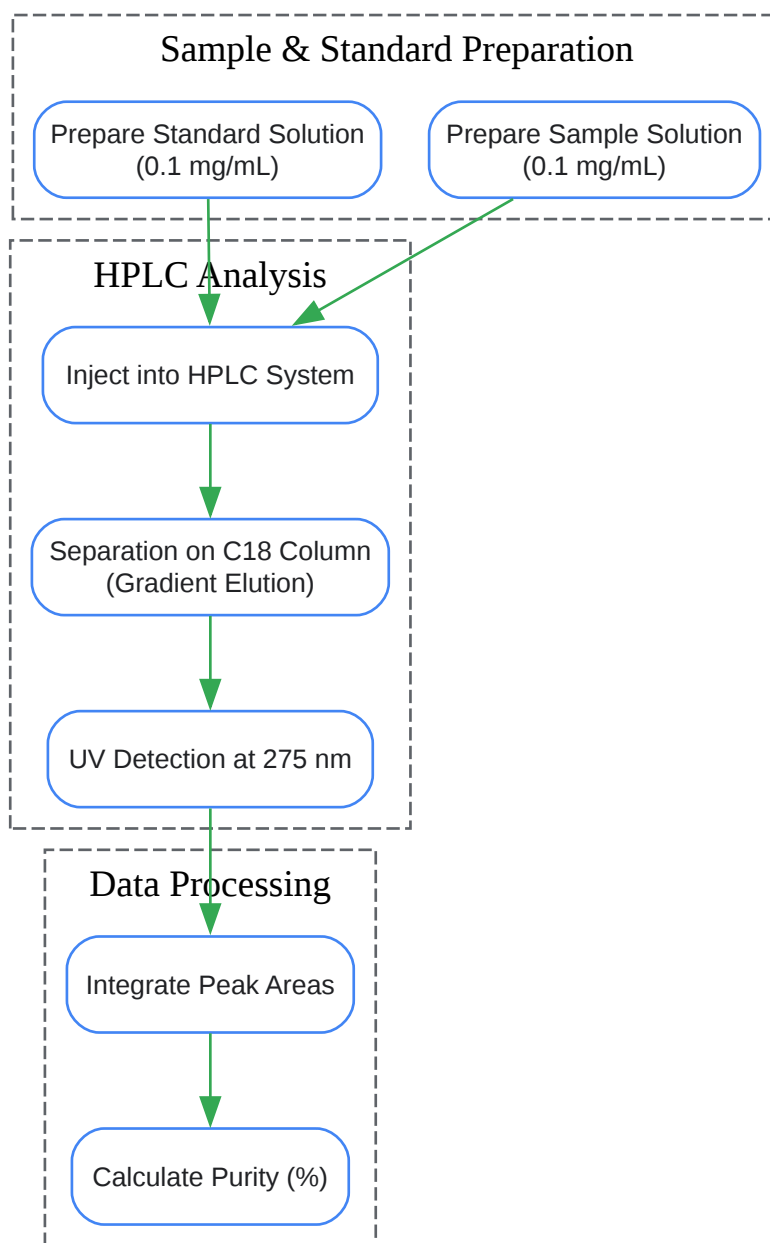 Sample & Standard Preparation
Prepare Standard Solution
(0.1 mg/mL)
Prepare Sample Solution
(0.1 mg/mL)
HPLC Analysis
Inject into HPLC System
Separation on C18 Column
(Gradient Elution)
UV Detection at 275 nm
Data Processing
Integrate Peak Areas
Calculate Purity (%)